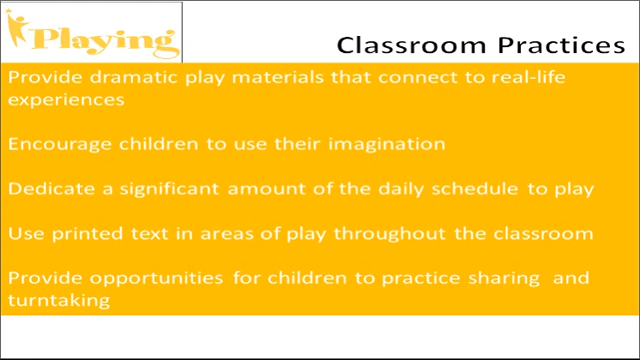 Playing
Classroom Practices
Provide dramatic play materials that connect to real-life
experiences
Encourage children to use their imagination
Dedicate a significant amount of the daily schedule to play
Use printed text in areas of play throughout the classroom
Provide opportunities for children to practice sharing and
turntaking